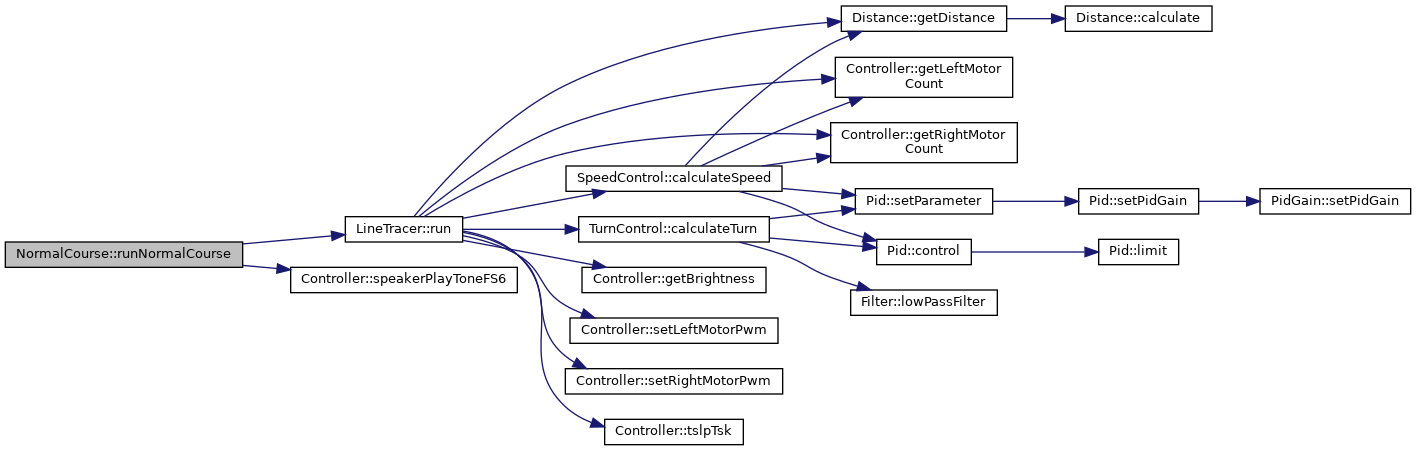 NormalCourse::runNormalCourse
LineTracer::run
Controller::speakerPlayToneFS6
Distance::getDistance
Distance::calculate
Controller::getLeftMotor
Count
Controller::getRightMotor
Count
SpeedControl::calculateSpeed
Pid::setParameter
Pid::setPidGain
PidGain::setPidGain
TurnControl::calculateTurn
Pid::control
Pid::limit
Controller::getBrightness
Filter::lowPassFilter
Controller::setLeftMotorPwm
Controller::setRightMotorPwm
Controller::tslpTsk